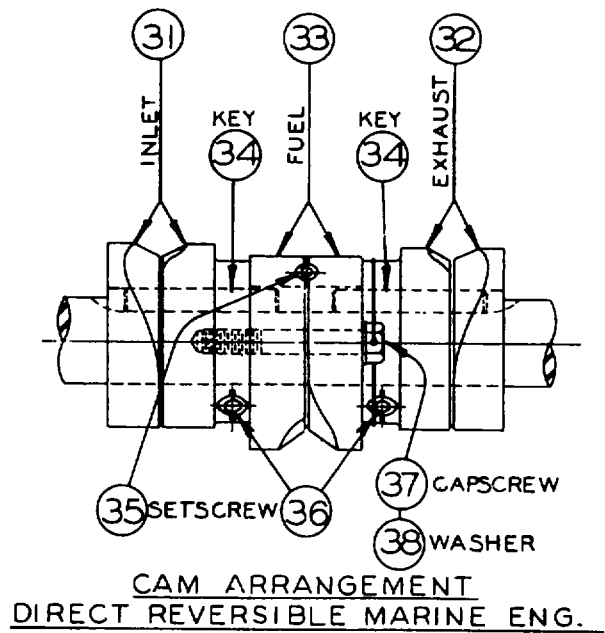 31 33 32
INLET
KEY
34
FUEL
KEY
34
EXHAUST
35 SETSCREW 36
37 CAPSCREW
38 WASHER
CAM ARRANGEMENT
DIRECT REVERSIBLE MARINE ENG.